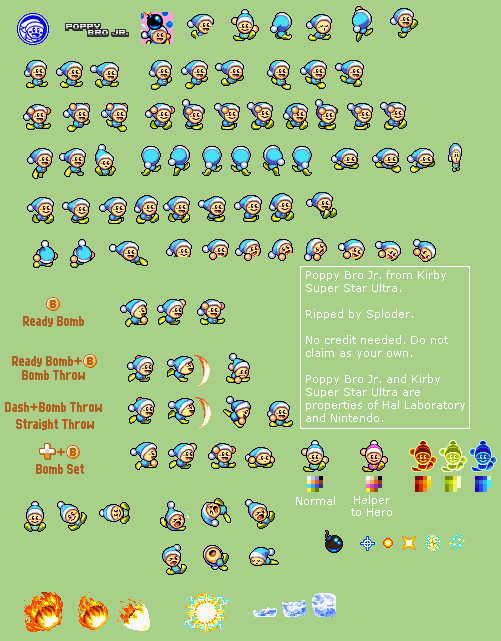 POPPY
BRO JR.
Poppy Bro Jr. from Kirby
Super Star Ultra.
Ripped by Sploder.
No credit needed. Do not
claim as your own.
Poppy Bro Jr. and Kirby
Super Star Ultra are
properties of Hal Laboratory
and Nintendo.
B
Ready Bomb
Ready Bomb+B
Bomb Throw
Dash+Bomb Throw
Straight Throw
+B
Bomb Set
Normal
Helper
to Hero